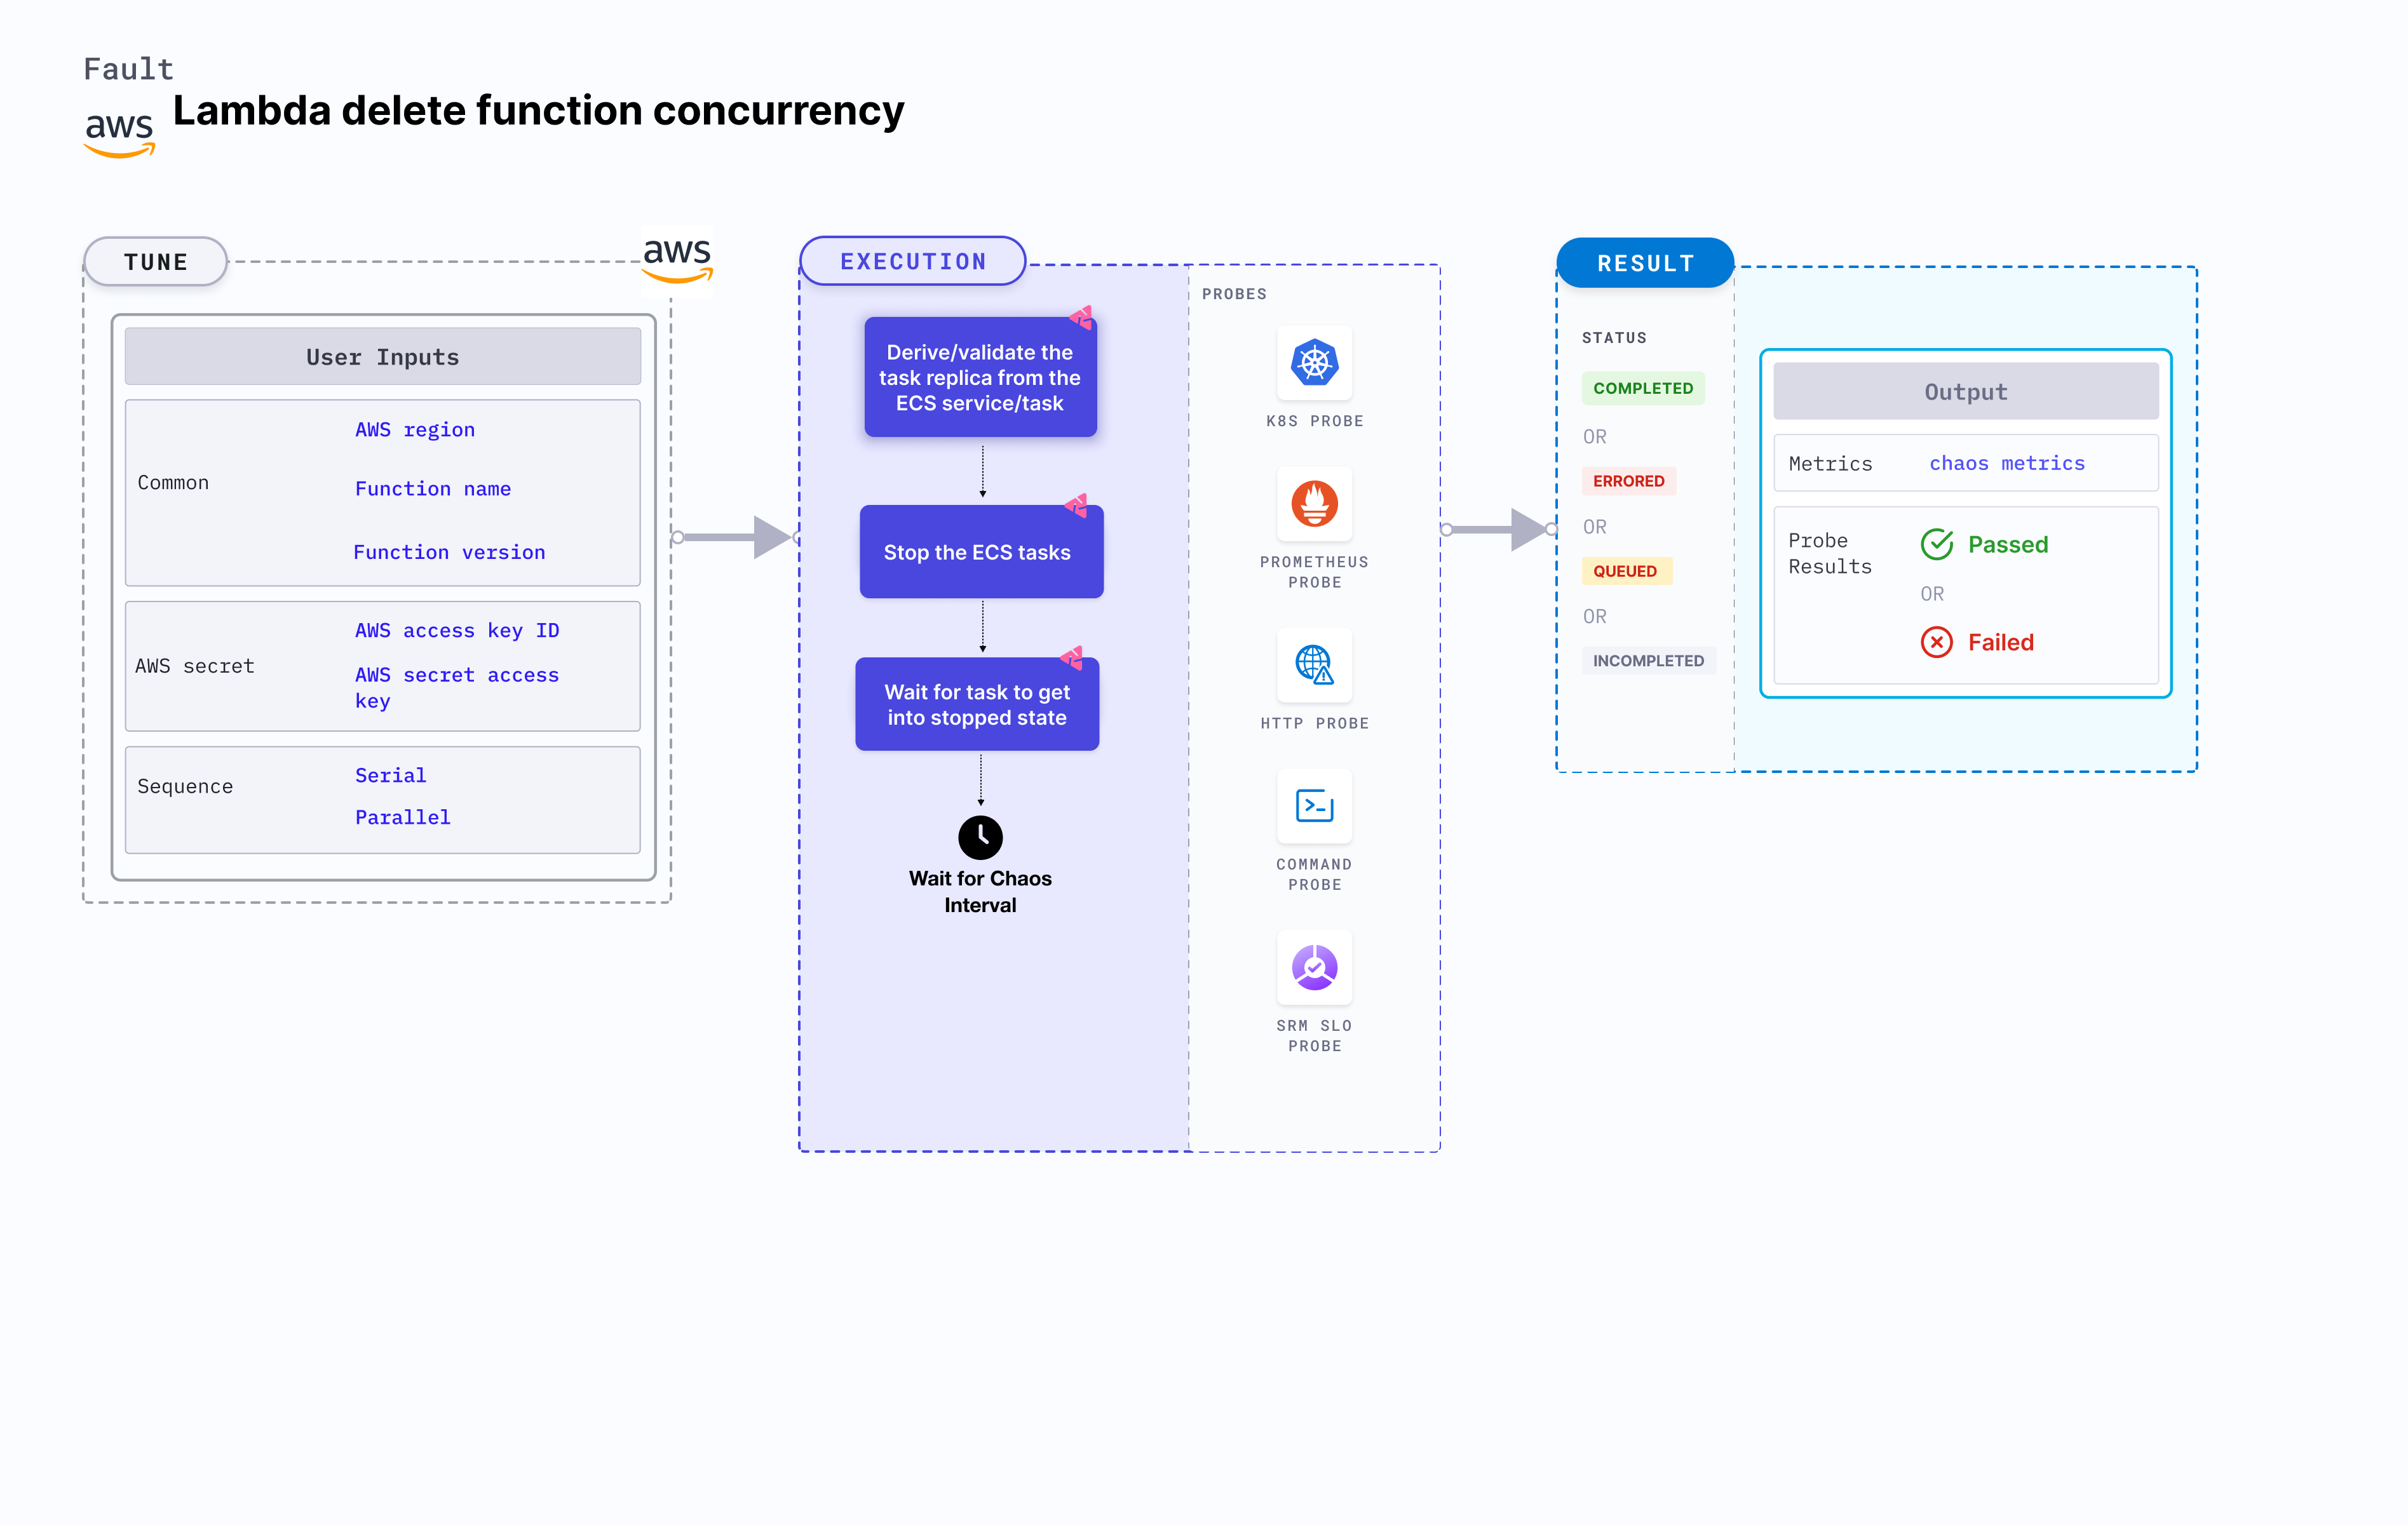 Fault
aws
Lambda delete function concurrency
TUNE
aws
User Inputs
Common
AWS region
Function name
Function version
AWS secret
AWS access key ID
AWS secret access
key
Sequence
Serial
Parallel
EXECUTION
Derive/validate the
task replica from the
ECS service/task
Stop the ECS tasks
Wait for task to get
into stopped state
Wait for Chaos
Interval
PROBES
K8S PROBE
PROMETHEUS
PROBE
HTTP PROBE
COMMAND
PROBE
SRM SLO
PROBE
RESULT
STATUS
COMPLETED
OR
ERRORED
OR
QUEUED
OR
INCOMPLETED
Output
Metrics
chaos metrics
Probe
Results
Passed
OR
Failed